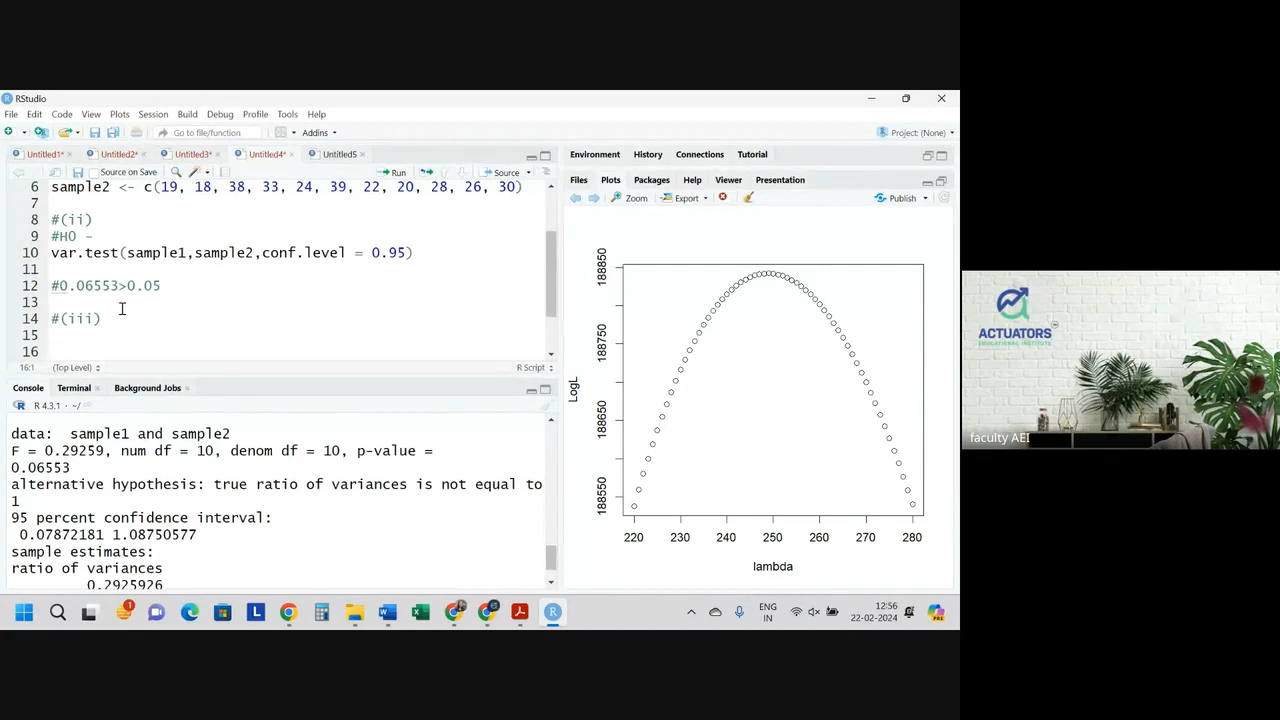 RStudio
File Edit Code View Plots Session Build Debug Profile Tools Help
Go to file/function Addins Project: (None)
Untitled1* Untitled2* Untitled3* Untitled4* Untitled5
Source on Save Run Source
6 sample2 <- c(19, 18, 38, 33, 24, 39, 22, 20, 28, 26, 30)
7
8 #(ii)
9 #H0 -
10 var.test(sample1,sample2,conf.level = 0.95)
11
12 #0.06553>0.05
13
14 #(iii)
15
16
16:1 (Top Level) R Script
Console Terminal Background Jobs
R 4.3.1 · ~/
data: sample1 and sample2
F = 0.29259, num df = 10, denom df = 10, p-value =
0.06553
alternative hypothesis: true ratio of variances is not equal to
1
95 percent confidence interval:
0.07872181 1.08750577
sample estimates:
ratio of variances
0.2925926
Environment History Connections Tutorial
Files Plots Packages Help Viewer Presentation
Zoom Export Publish
188850
188750
188650
188550
LogL
220 230 240 250 260 270 280
lambda
ACTUATORS
EDUCATIONAL INSTITUTE
faculty AEI
ENG
IN
12:56
22-02-2024